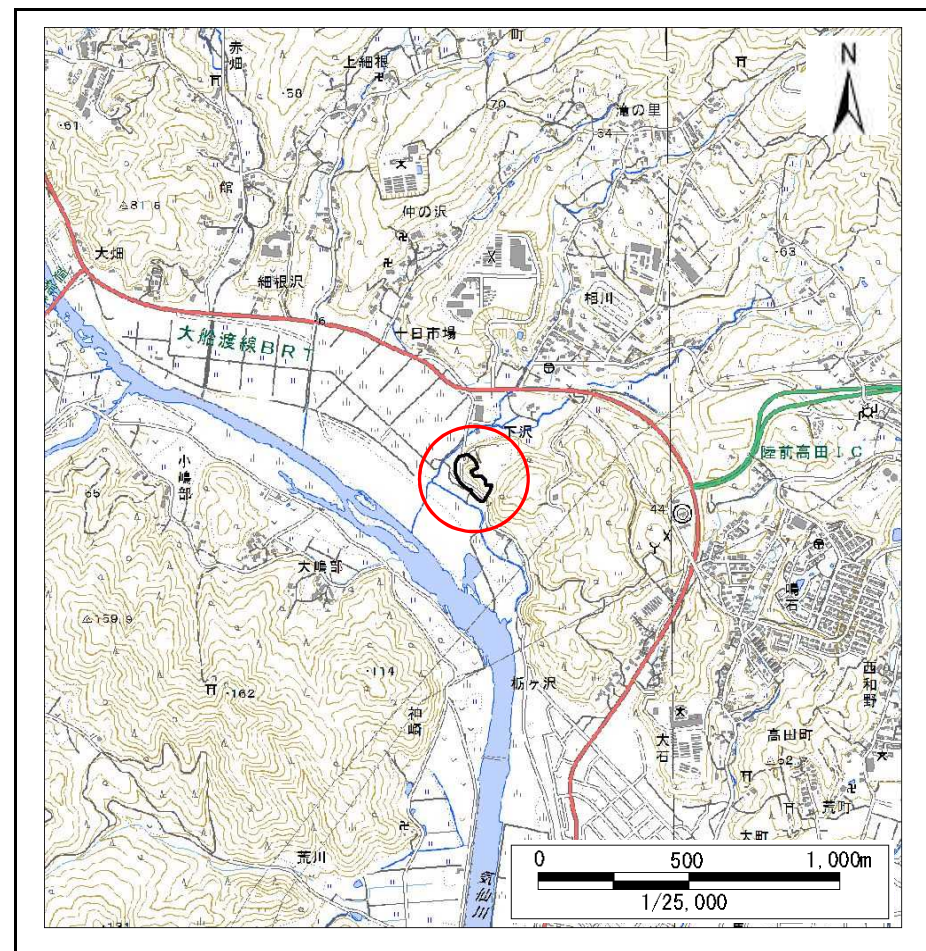 町
赤畑
上細根
N
・58
70
滝の里
・61
54
館
仲の沢
・63
△81.6
大畑
細根沢
相川
6
十日市場
大船渡線BRT
下沢
陸前高田IC
小嶋部
65
44
大嶋部
鳴石
△159.9
・114
栃ヶ沢
西和野
・162
神崎
大石
高田町
△62
荒町
大町
荒川
気仙川
0 500 1,000m
1/25,000